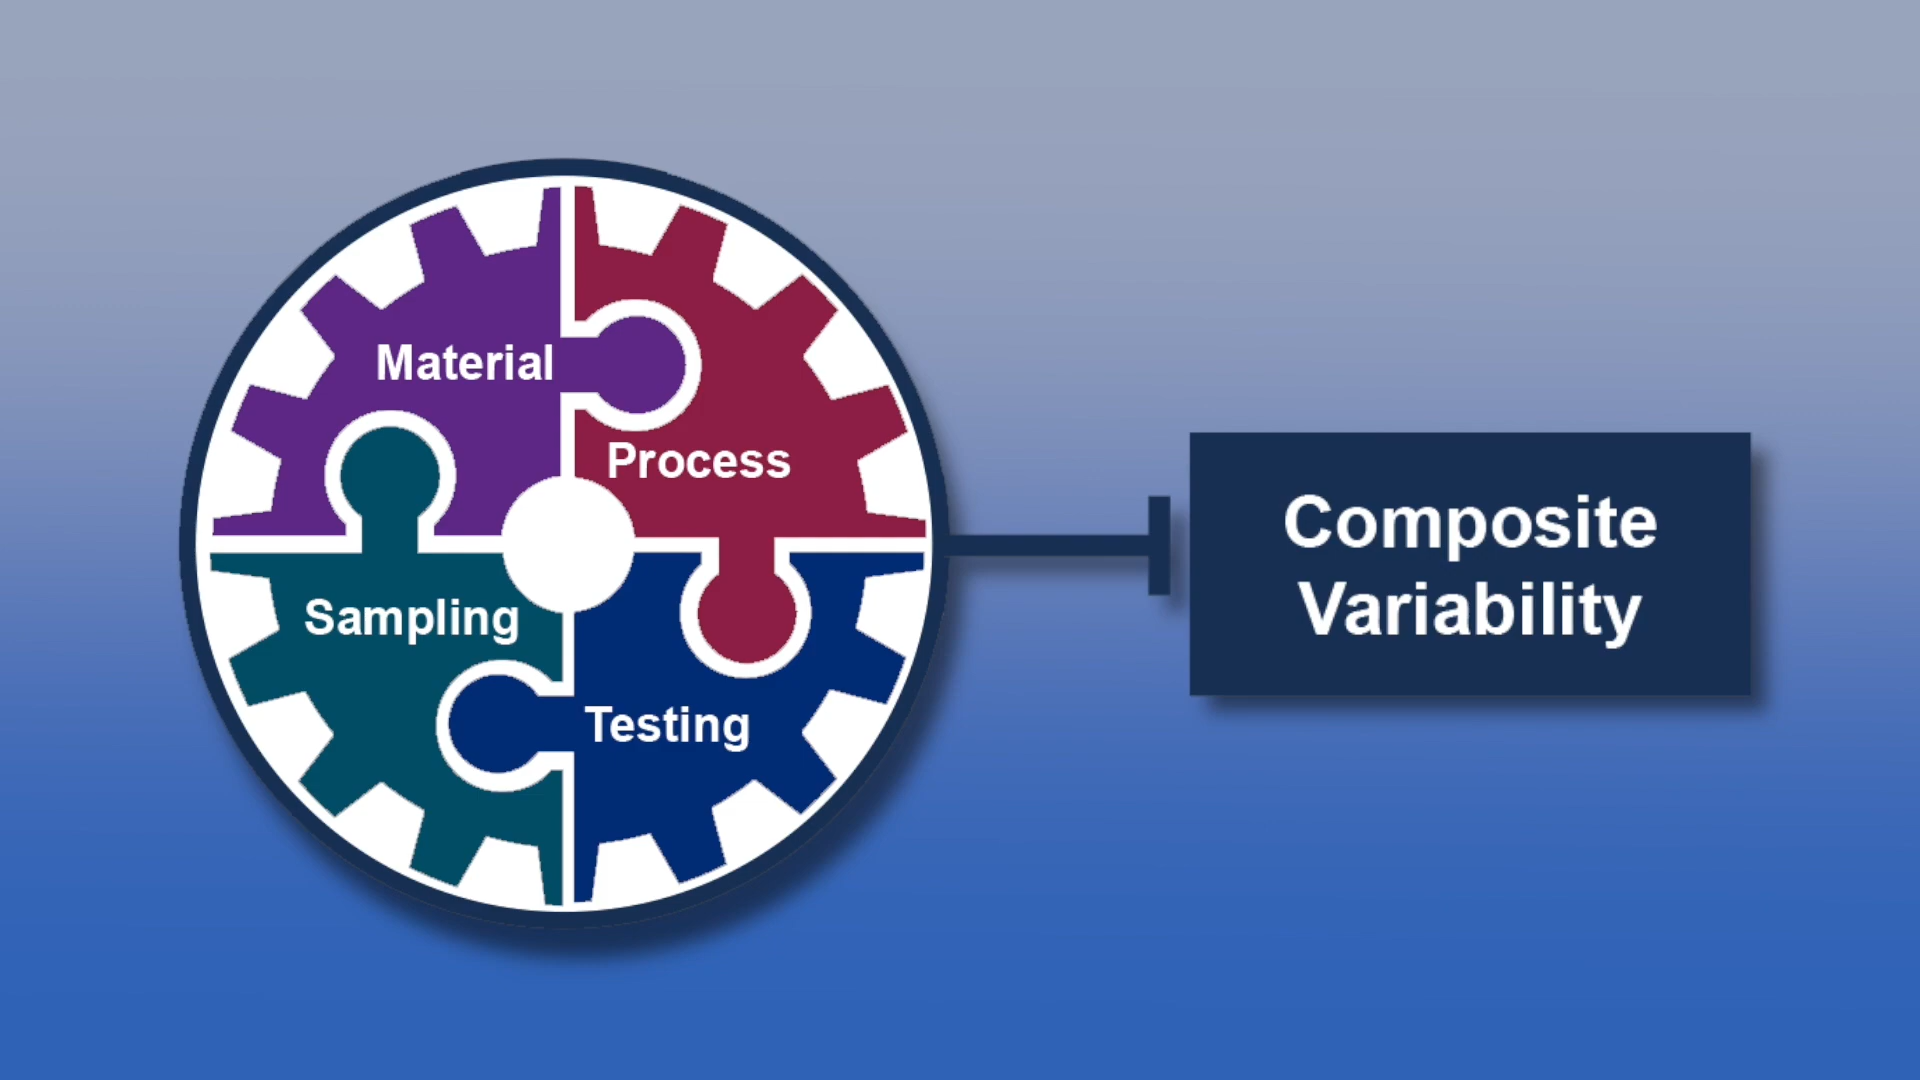 Material
Process
Sampling
Testing
Composite
Variability